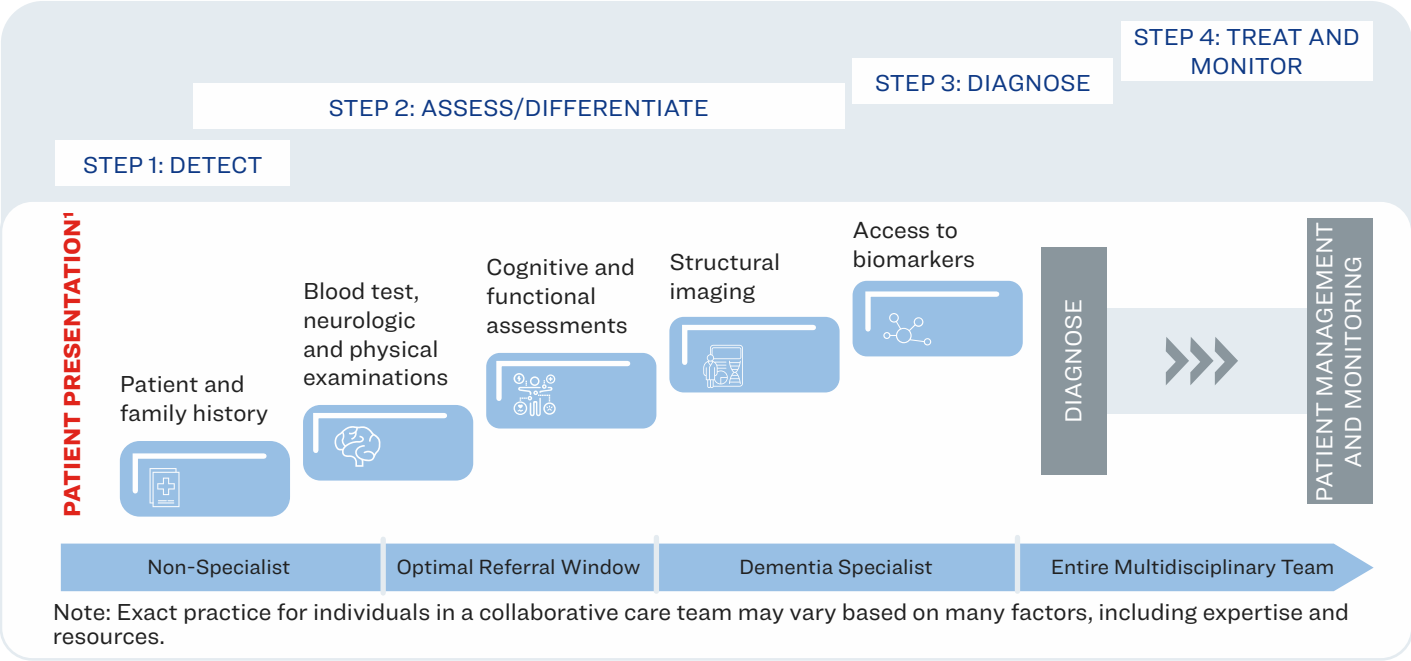 STEP 4: TREAT AND
MONITOR
STEP 3: DIAGNOSE
STEP 2: ASSESS/DIFFERENTIATE
STEP 1: DETECT
PATIENT PRESENTATION¹
Patient and
family history
Blood test,
neurologic
and physical
examinations
Cognitive and
functional
assessments
Structural
imaging
Access to
biomarkers
DIAGNOSE
PATIENT MANAGEMENT
AND MONITORING
Non-Specialist
Optimal Referral Window
Dementia Specialist
Entire Multidisciplinary Team
Note: Exact practice for individuals in a collaborative care team may vary based on many factors, including expertise and
resources.